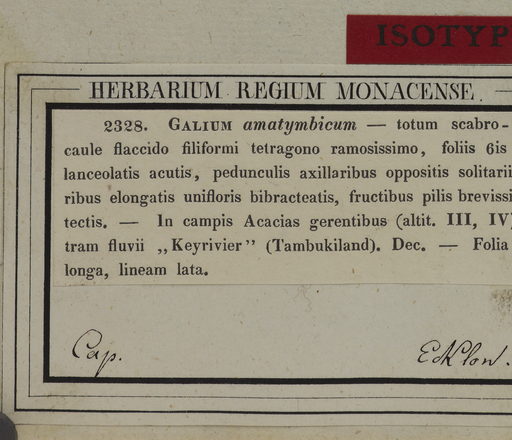 ISOTYP
HERBARIUM REGIUM MONACENSE.
2328. GALIUM amatymbicum — totum scabro-
caule flaccido filiformi tetragono ramosissimo, foliis 6is
lanceolatis acutis, pedunculis axillaribus oppositis solitarii
ribus elongatis unifloris bibracteatis, fructibus pilis brevissi
tectis. — In campis Acacias gerentibus (altit. III, IV)
tram fluvii „Keyrivier” (Tambukiland). Dec. — Folia
longa, lineam lata.
Cap. Ecklon.